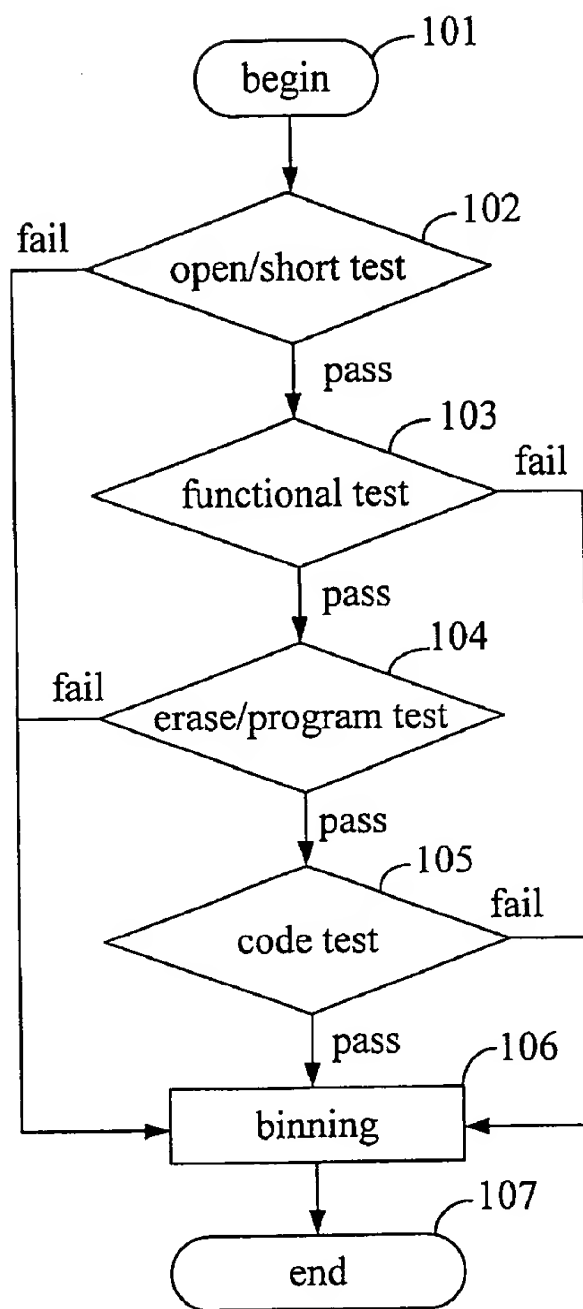 101
begin
102
fail
open/short test
pass
103
fail
functional test
pass
104
fail
erase/program test
pass
105
fail
code test
pass
106
binning
107
end